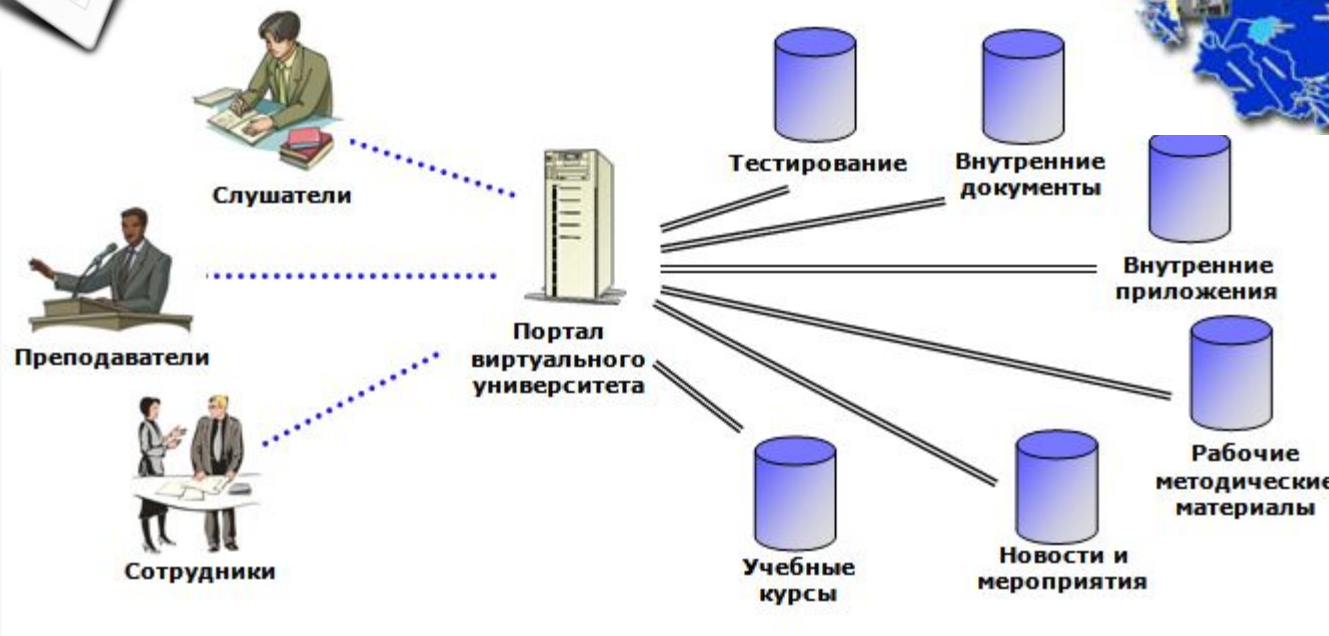 Слушатели
Преподаватели
Сотрудники
Портал
виртуального
университета
Тестирование
Внутренние
документы
Внутренние
приложения
Рабочие
методические
материалы
Новости и
мероприятия
Учебные
курсы